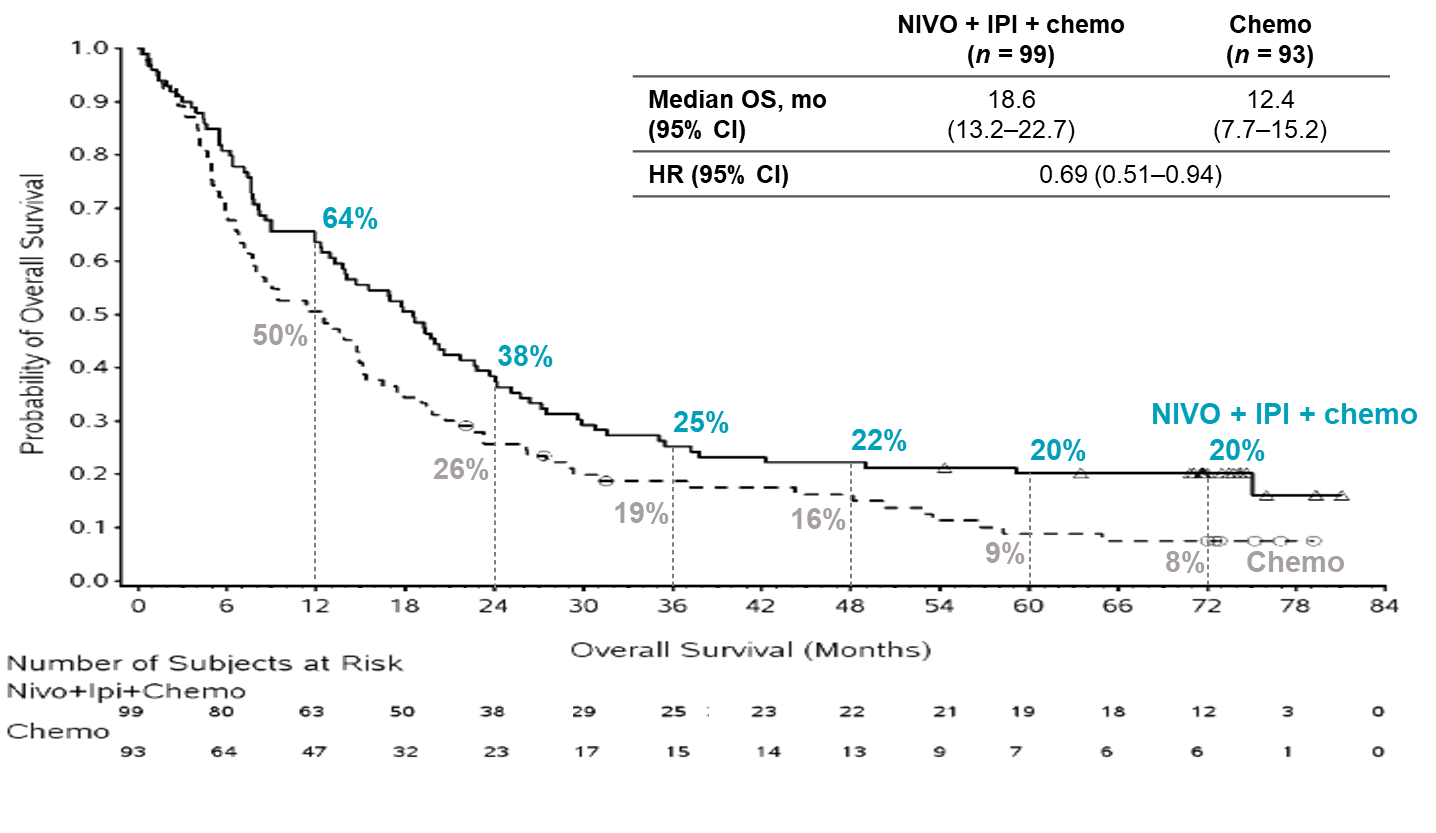 NIVO + IPI + chemo Chemo
(n = 99) (n = 93)
Median OS, mo 18.6 12.4
(95% CI) (13.2–22.7) (7.7–15.2)
HR (95% CI) 0.69 (0.51–0.94)
Probability of Overall Survival
1.0
0.9
0.8
0.7
0.6
0.5
0.4
0.3
0.2
0.1
0.0
64%
50%
38%
26%
25%
19%
22%
16%
NIVO + IPI + chemo
20%
20%
9%
8%
Chemo
0 6 12 18 24 30 36 42 48 54 60 66 72 78 84
Overall Survival (Months)
Number of Subjects at Risk
Nivo+Ipi+Chemo
99 80 63 50 38 29 25 : 23 22 21 19 18 12 3 0
Chemo
93 64 47 32 23 17 15 14 13 9 7 6 6 1 0